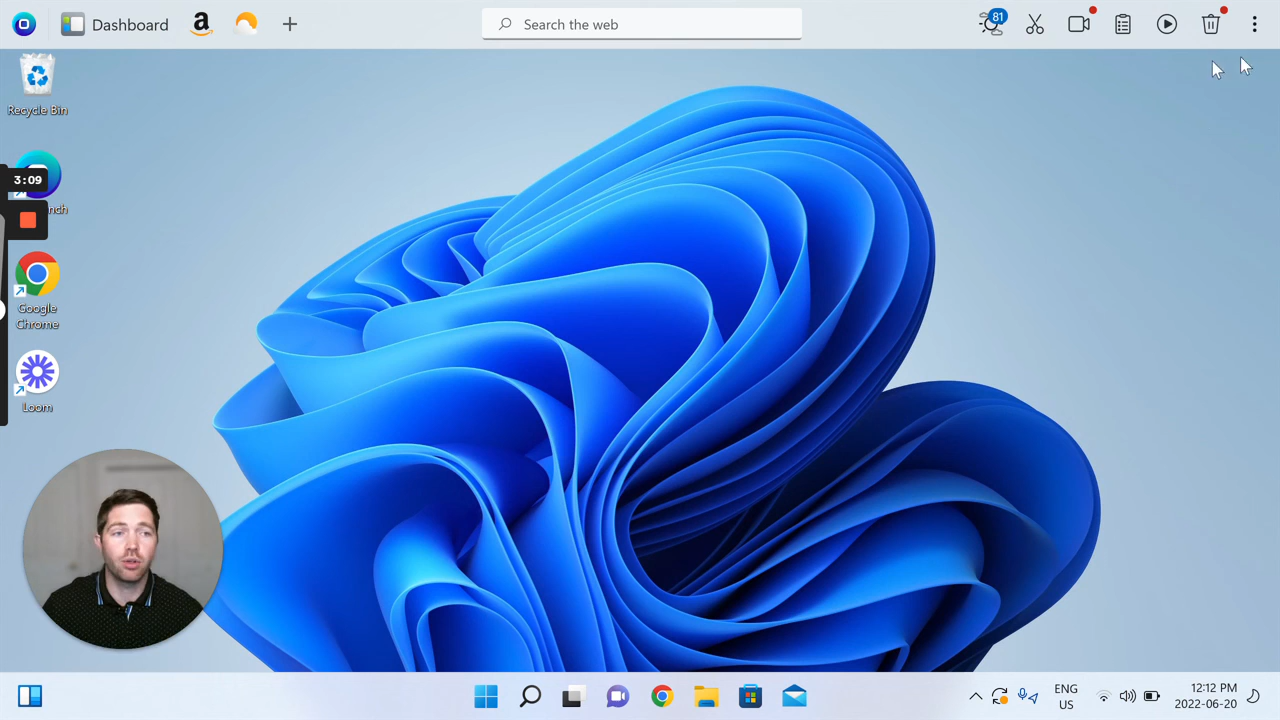 Dashboard
Search the web
81
Recycle Bin
3:09
nch
Google
Chrome
Loom
ENG
US
12:12 PM
2022-06-20